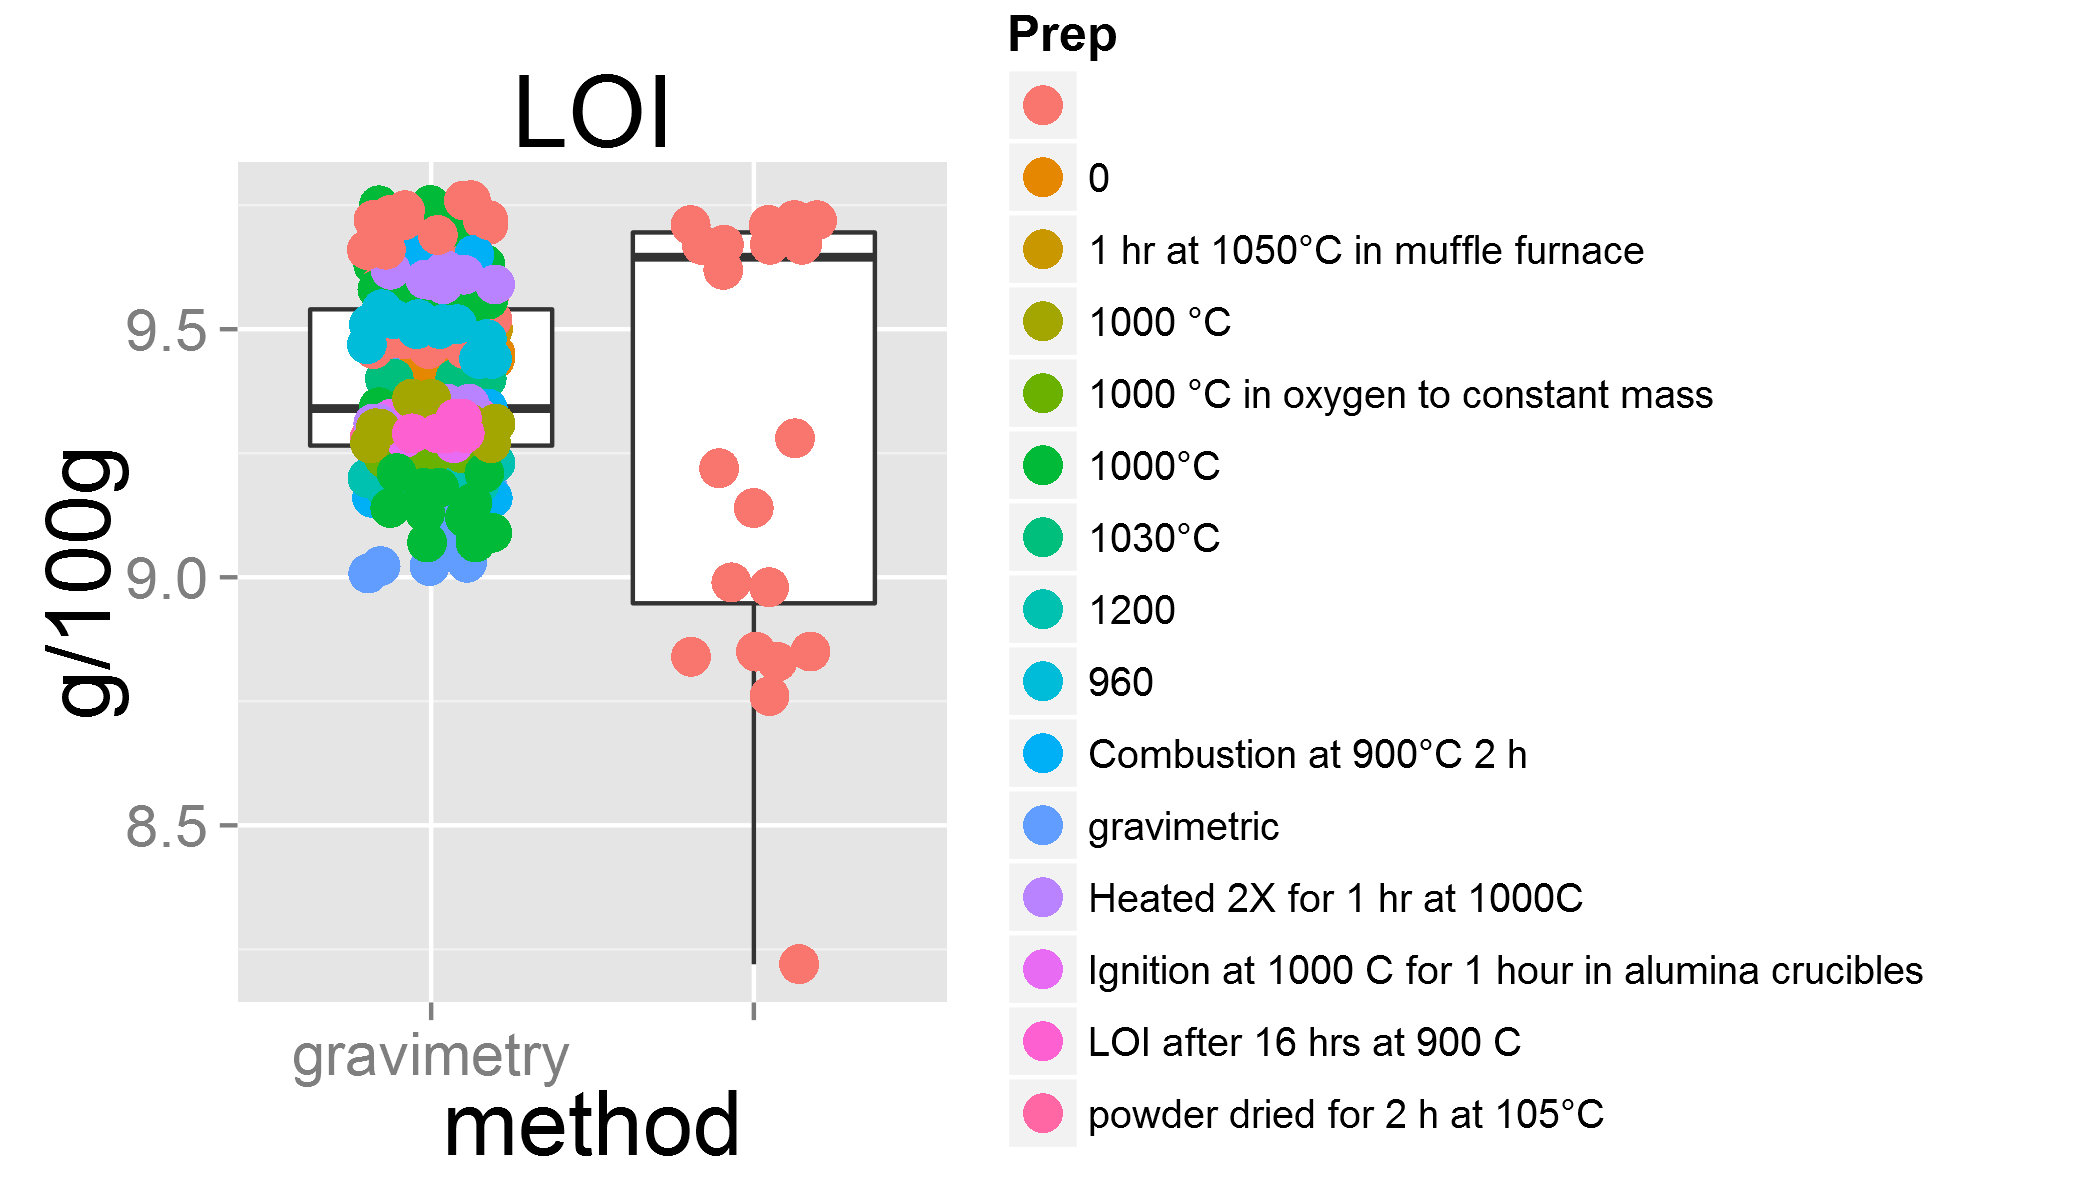 LOI
g/100g
9.5
9.0
8.5
gravimetry
method
Prep
0
1 hr at 1050°C in muffle furnace
1000 °C
1000 °C in oxygen to constant mass
1000°C
1030°C
1200
960
Combustion at 900°C 2 h
gravimetric
Heated 2X for 1 hr at 1000C
Ignition at 1000 C for 1 hour in alumina crucibles
LOI after 16 hrs at 900 C
powder dried for 2 h at 105°C